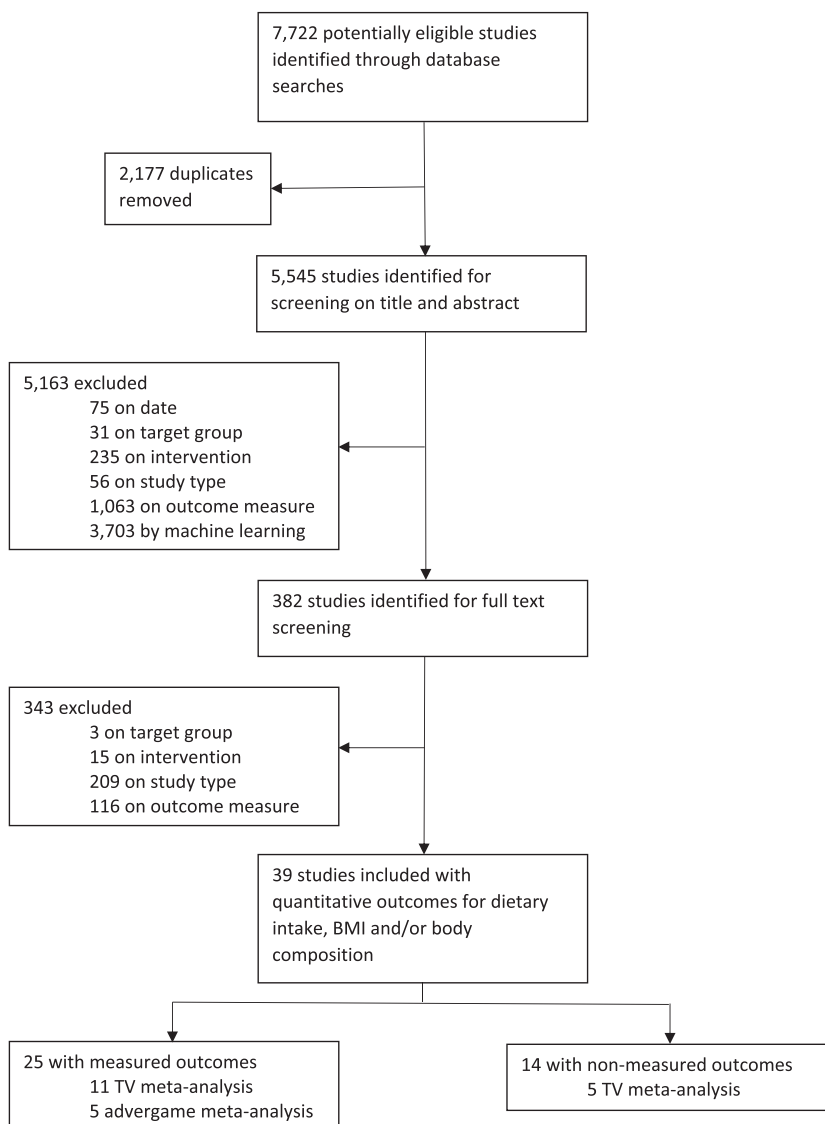 7,722 potentially eligible studies
identified through database
searches
2,177 duplicates
removed
5,545 studies identified for
screening on title and abstract
5,163 excluded
75 on date
31 on target group
235 on intervention
56 on study type
1,063 on outcome measure
3,703 by machine learning
382 studies identified for full text
screening
343 excluded
3 on target group
15 on intervention
209 on study type
116 on outcome measure
39 studies included with
quantitative outcomes for dietary
intake, BMI and/or body
composition
25 with measured outcomes
11 TV meta-analysis
5 advergame meta-analysis
14 with non-measured outcomes
5 TV meta-analysis